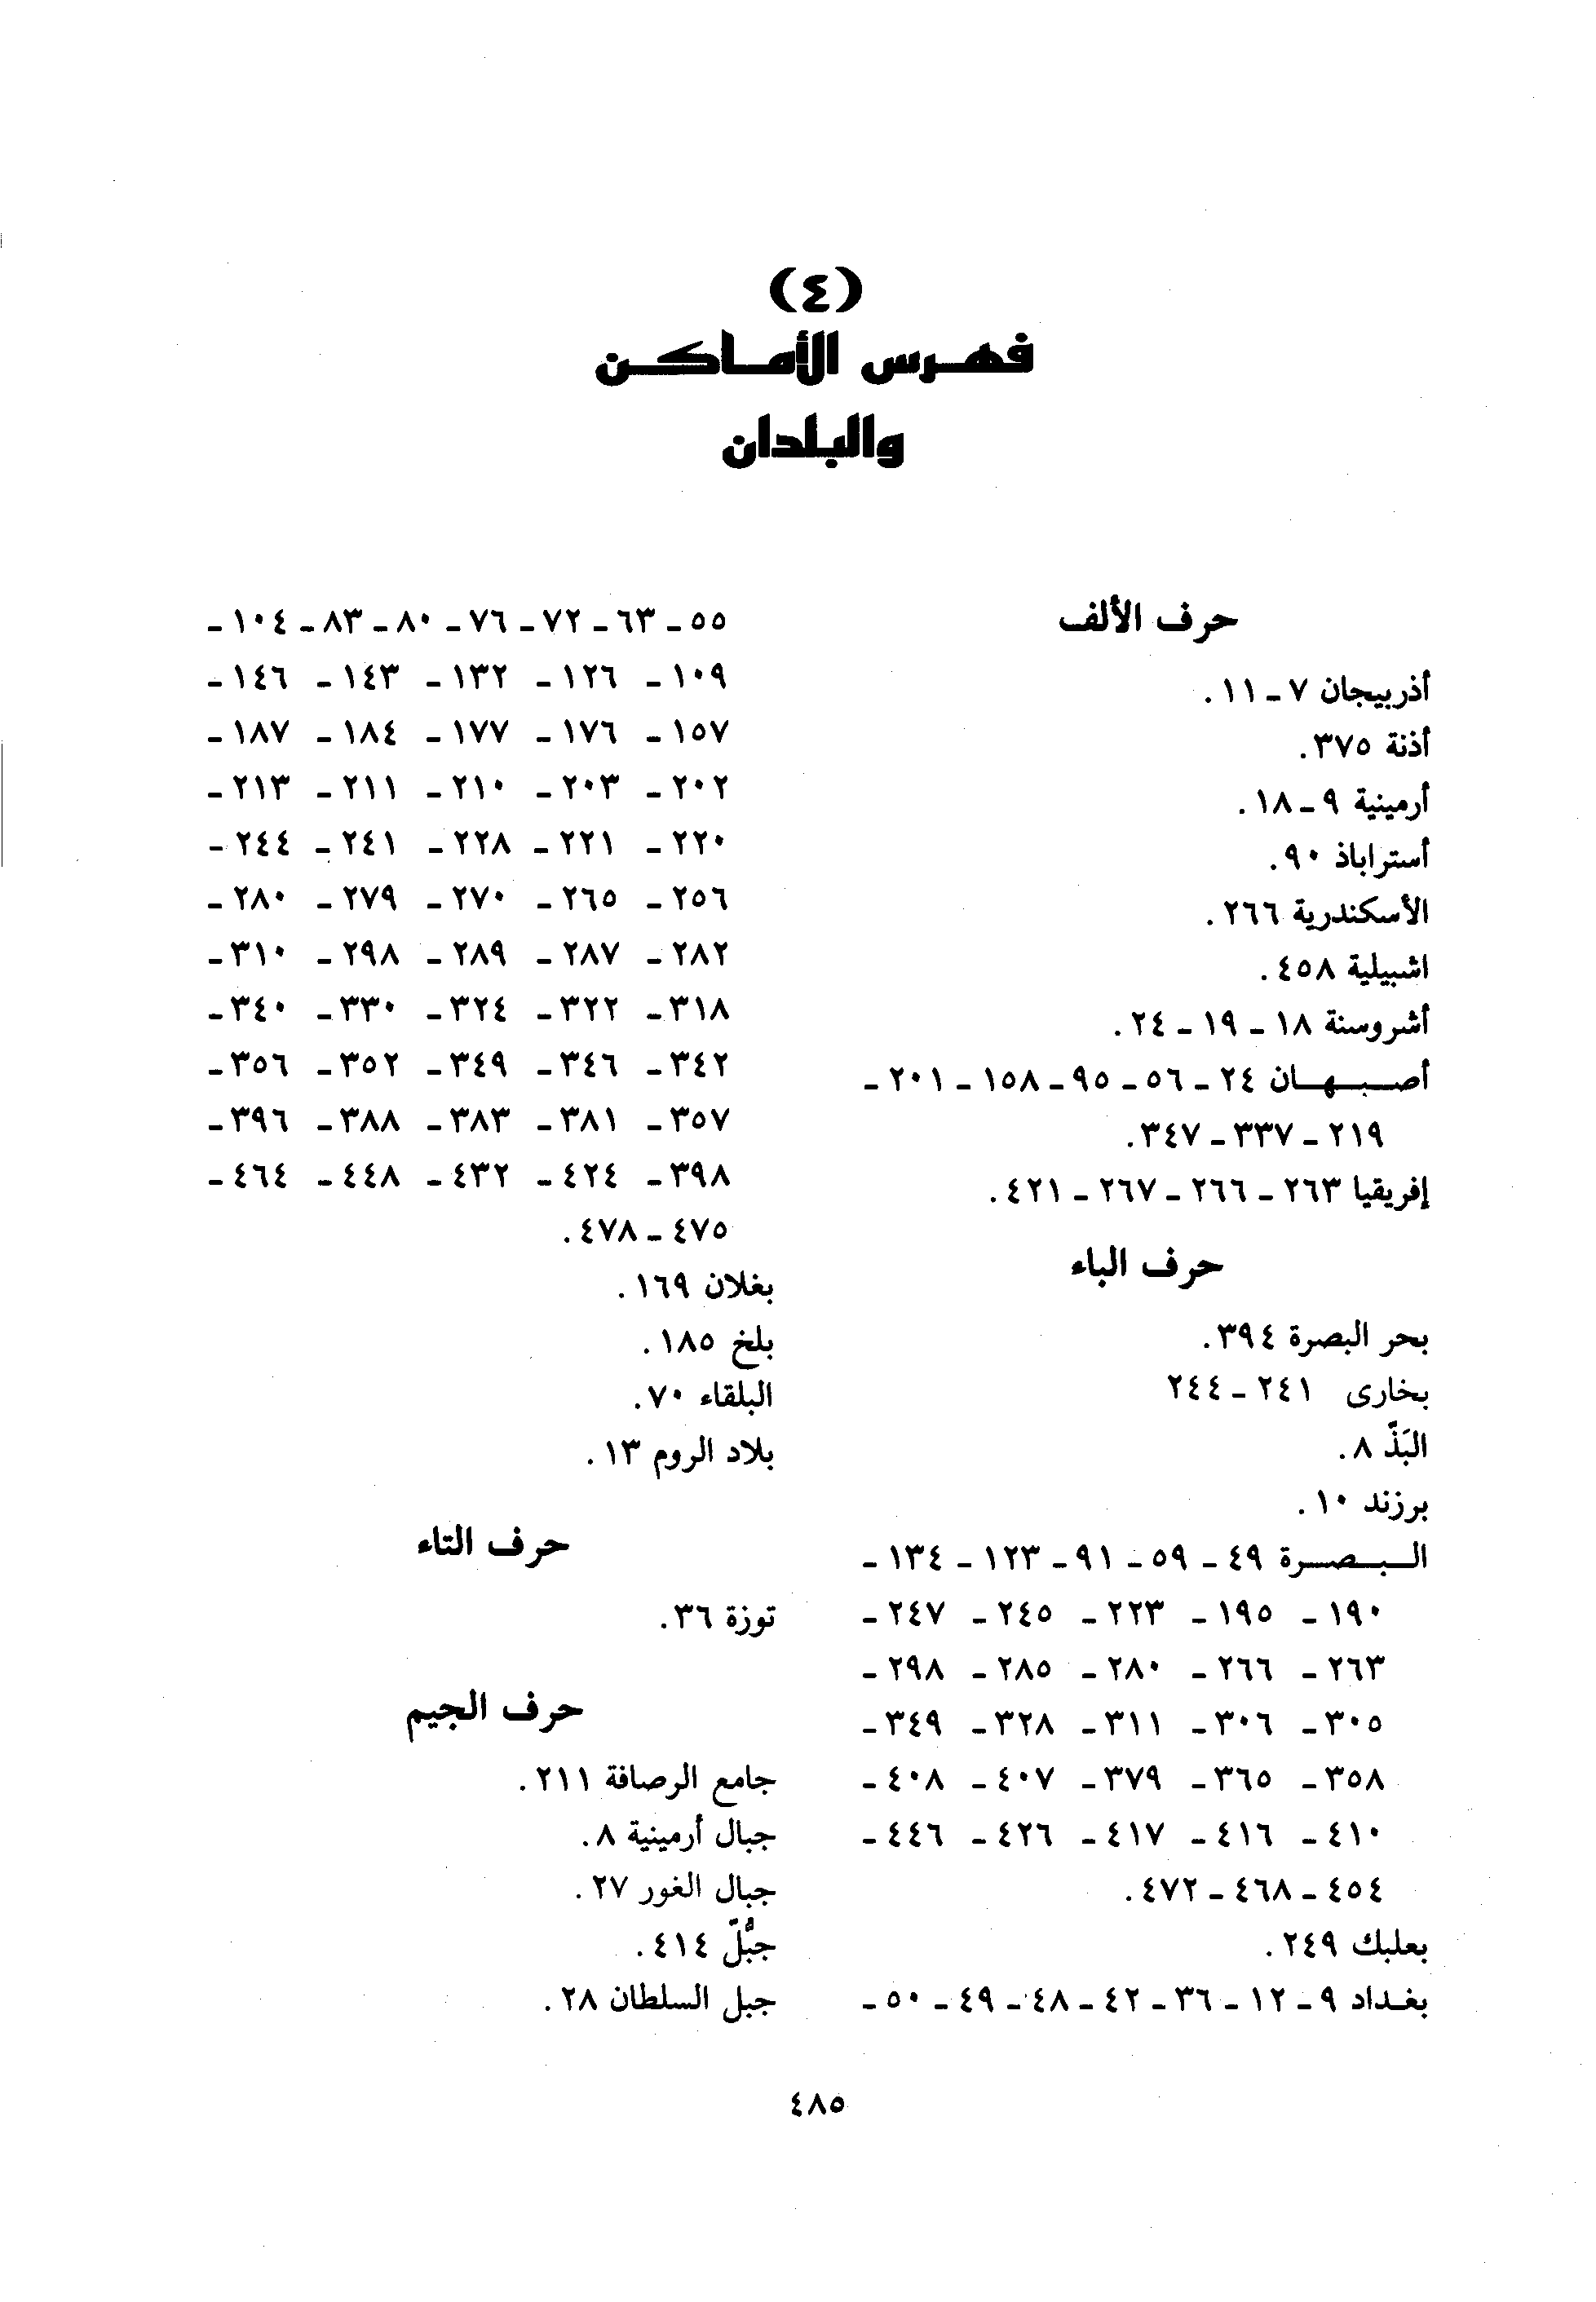 (٤)
فهرس الأماكن
والبلدان
حرف الألف
أذربيجان ٧ - ١١.
أذنة ٣٧٥.
أرمينية ٩ - ١٨.
أستراباذ ٩٠.
الأسكندرية ٢٦٦.
اشبيلية ٤٥٨.
أشروسنة ١٨ - ١٩ - ٢٤.
أصبهان ٢٤ - ٥٦ - ٩٥ - ١٥٨ - ٢٠١ -
٢١٩ - ٣٣٧ - ٣٤٧.
إفريقيا ٢٦٣ - ٢٦٦ - ٢٦٧ - ٤٢١.
حرف الباء
بحر البصرة ٣٩٤.
بخارى ٢٤١ - ٢٤٤
البَذّ ٨.
برزند ١٠.
البصرة ٤٩ - ٥٩ - ٩١ - ١٢٣ - ١٣٤ -
١٩٠ - ١٩٥ - ٢٢٣ - ٢٤٥ - ٢٤٧ -
٢٦٣ - ٢٦٦ - ٢٨٠ - ٢٨٥ - ٢٩٨ -
٣٠٥ - ٣٠٦ - ٣١١ - ٣٢٨ - ٣٤٩ -
٣٥٨ - ٣٦٥ - ٣٧٩ - ٤٠٧ - ٤٠٨ -
٤١٠ - ٤١٦ - ٤١٧ - ٤٢٦ - ٤٤٦ -
٤٥٤ - ٤٦٨ - ٤٧٢.
بعلبك ٢٤٩.
بغداد ٩ - ١٢ - ٣٦ - ٤٢ - ٤٨ - ٤٩ - ٥٠ -
٥٥ - ٦٣ - ٧٢ - ٧٦ - ٨٠ - ٨٣ - ١٠٤ -
١٠٩ - ١٢٦ - ١٣٢ - ١٤٣ - ١٤٦ -
١٥٧ - ١٧٦ - ١٧٧ - ١٨٤ - ١٨٧ -
٢٠٢ - ٢٠٣ - ٢١٠ - ٢١١ - ٢١٣ -
٢٢٠ - ٢٢١ - ٢٢٨ - ٢٤١ - ٢٤٤ -
٢٥٦ - ٢٦٥ - ٢٧٠ - ٢٧٩ - ٢٨٠ -
٢٨٢ - ٢٨٧ - ٢٨٩ - ٢٩٨ - ٣١٠ -
٣١٨ - ٣٢٢ - ٣٢٤ - ٣٣٠ - ٣٤٠ -
٣٤٢ - ٣٤٦ - ٣٤٩ - ٣٥٢ - ٣٥٦ -
٣٥٧ - ٣٨١ - ٣٨٣ - ٣٨٨ - ٣٩٦ -
٣٩٨ - ٤٢٤ - ٤٣٢ - ٤٤٨ - ٤٦٤ -
٤٧٥ - ٤٧٨.
بغلان ١٦٩.
بلخ ١٨٥.
البلقاء ٧٠.
بلاد الروم ١٣.
حرف التاء
توزة ٣٦.
حرف الجيم
جامع الرصافة ٢١١.
جبال أرمينية ٨.
جبال الغور ٢٧.
جبُّلّ ٤١٤.
جبل السلطان ٢٨.
٤٨٥